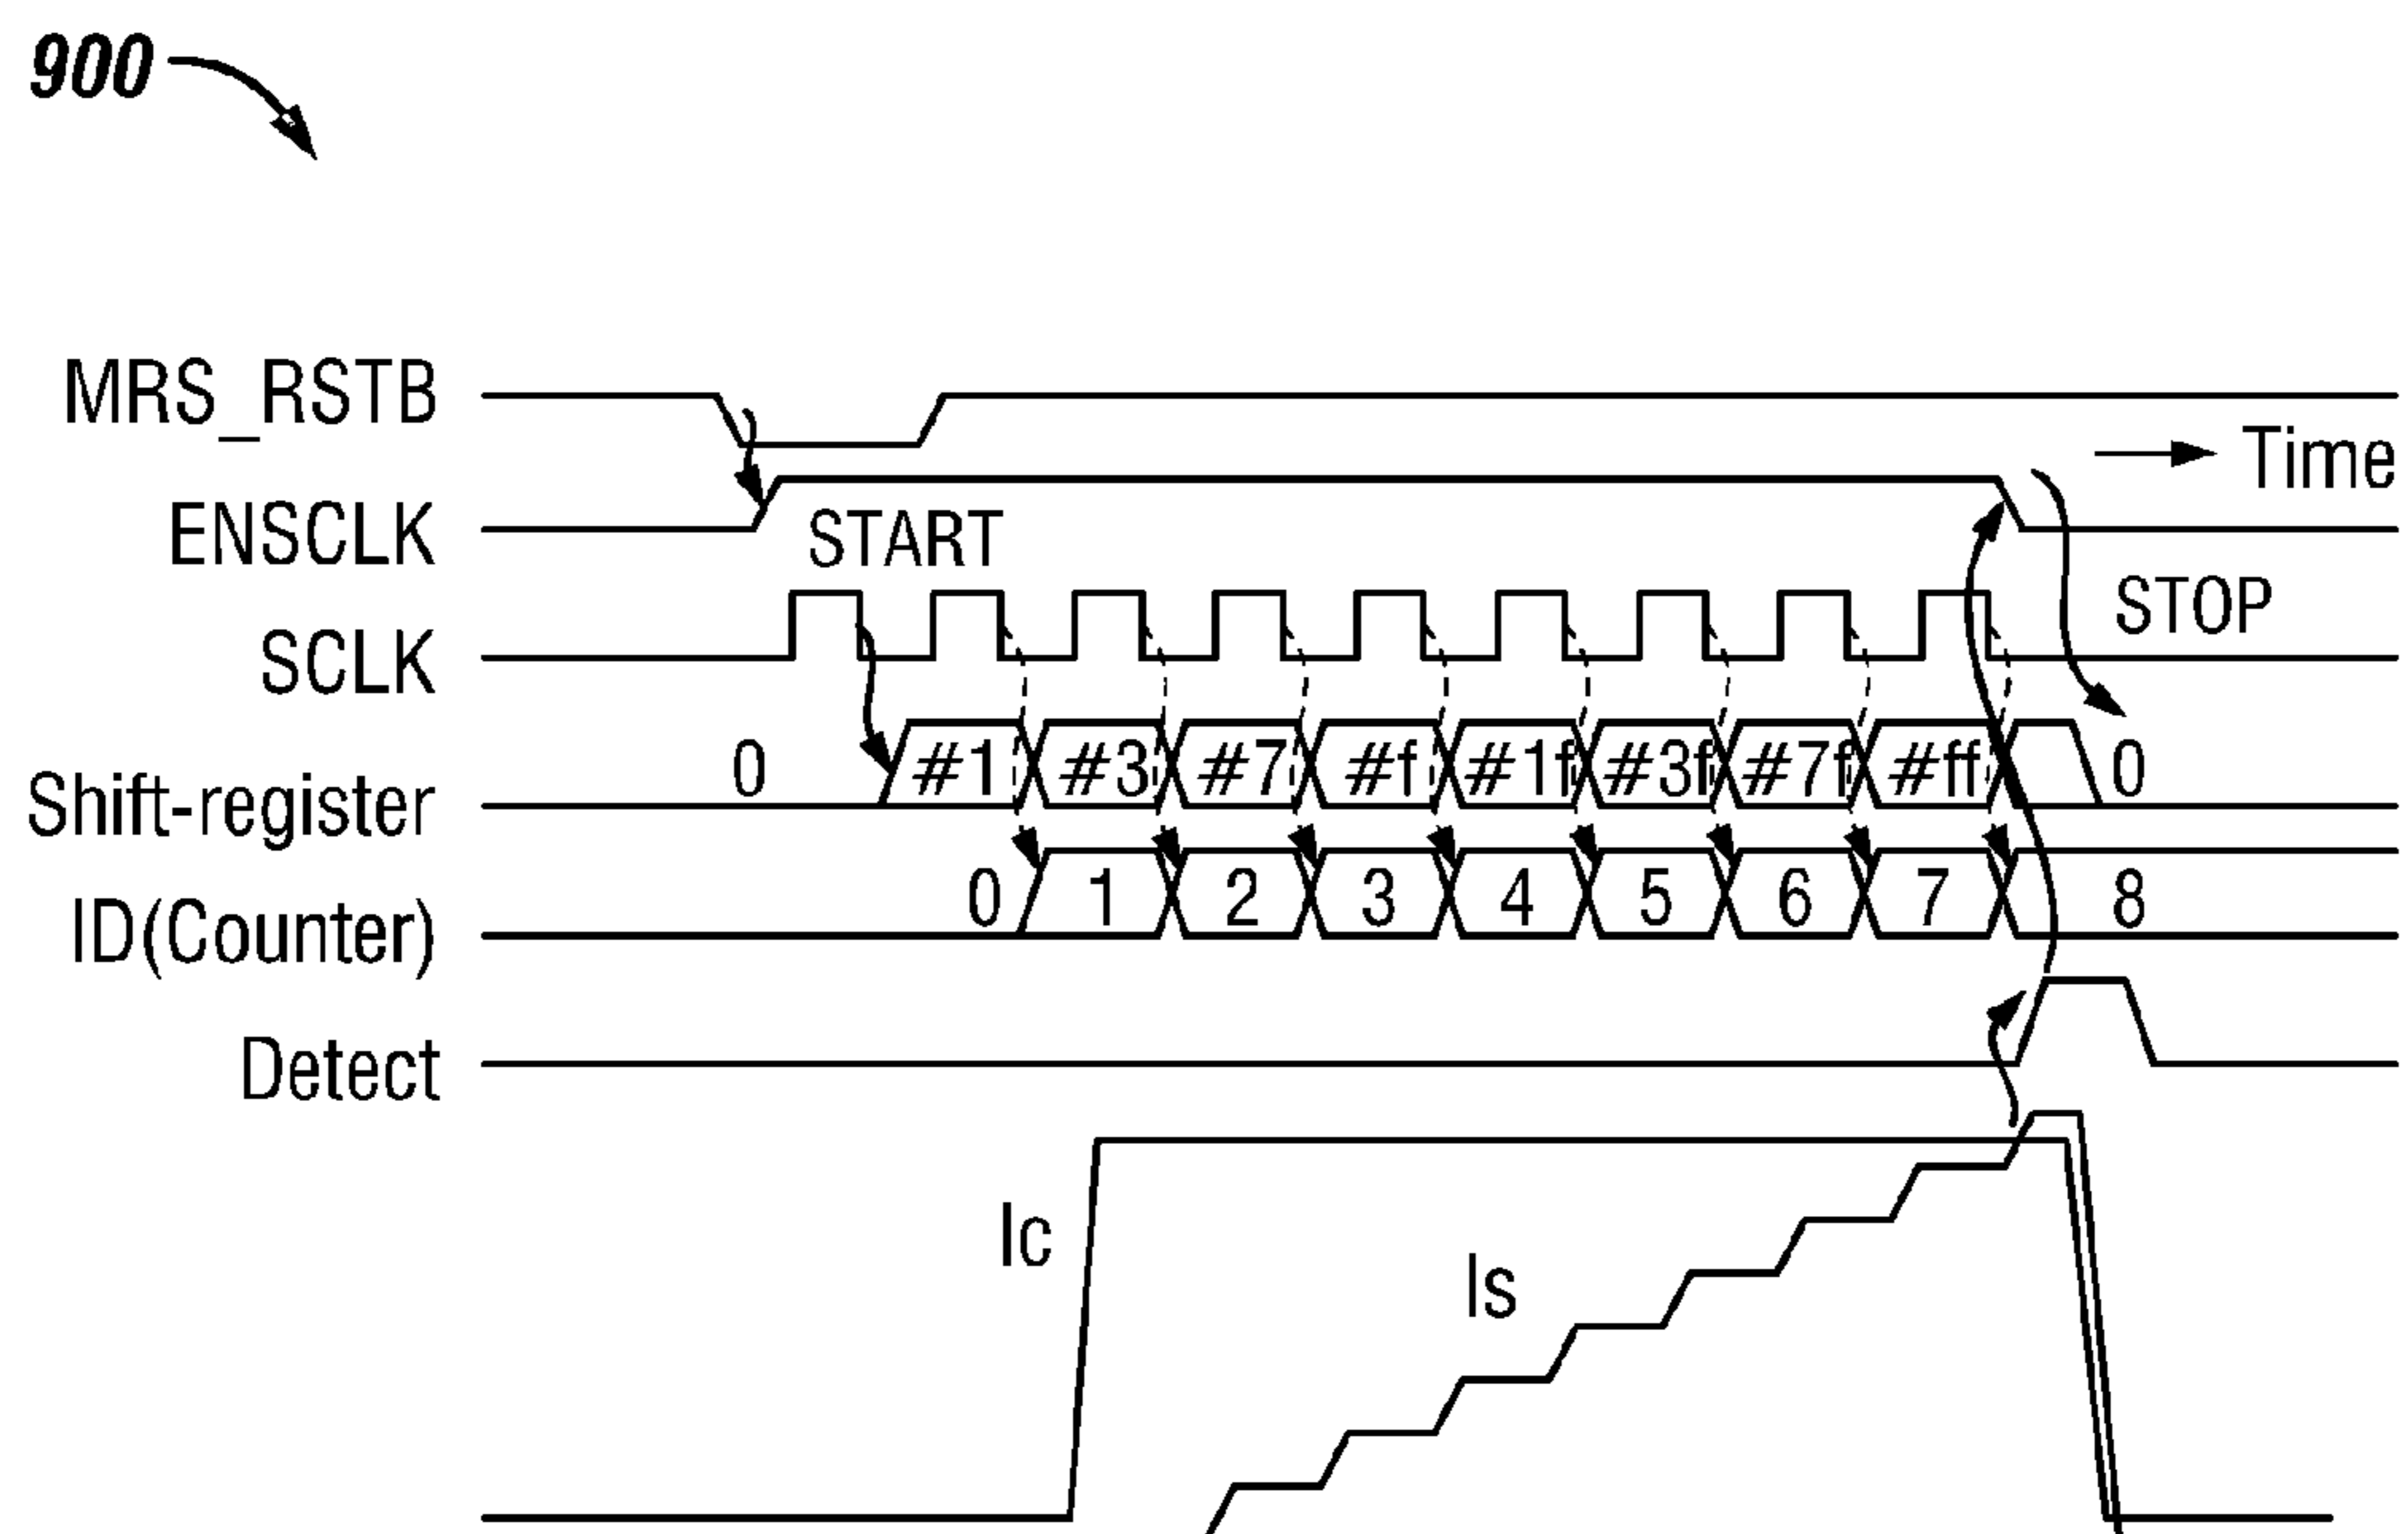 900
MRS_RSTB
Time
ENSCLK
START
STOP
SCLK
0 #1 #3 #7 #f #1f #3f #7f #ff 0
Shift-register
0 1 2 3 4 5 6 7 8
ID(Counter)
Detect
Ic
Is